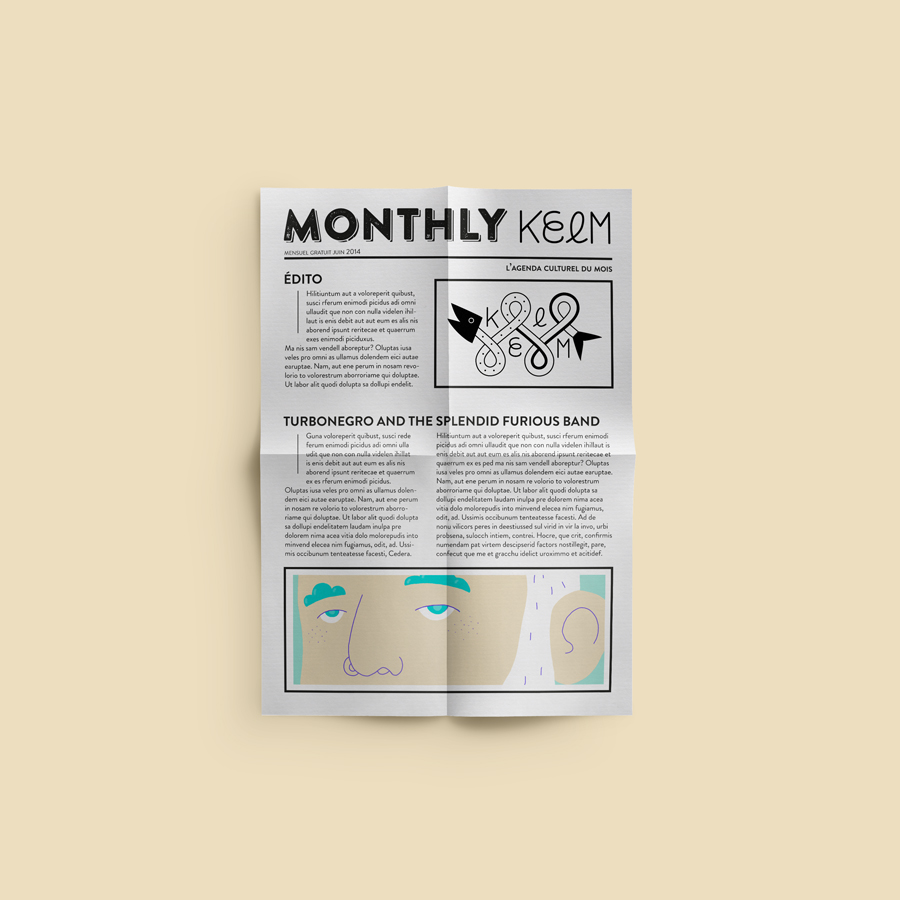 MONTHLY KEEM
MENSUEL GRATUIT JUIN 2014
L'AGENDA CULTUREL DU MOIS
ÉDITO
Hilitiuntum aut a voloreperit quibust,
susci rferum enimodi picidus adi omni
ullaudit que non con nulla videlen ihil-
laut is enis debit aut aut eum es alis nis
aborend ipsunt reritecae et quaerrum
exes enimodi piciduxus.
Ma nis sam vendell aboreptur? Oluptas iusa
veles pro omni as ullamus dolendem eici autae
earuptae. Nam, aut ene perum in nosam revo-
lorio to volorestrum aborroriame qui doluptae.
Ut labor alit quodi dolupta sa dollupi endelit.
K E E M
TURBONEGRO AND THE SPLENDID FURIOUS BAND
Guna voloreperit quibust, susci rede
ferum enimodi picidus adi omni ulla
udit que non con nulla videlen ihillat
is enis debit aut aut eum es alis nis
aborend ipsunt reritecae et quaerrum
ex es perum enimodi picidus.
Oluptas iusa veles pro omni as ullamus dolen-
dem eici autae earuptae. Nam, aut ene perum
in nosam re volorestrum aborro-
riame qui doluptas. Ut labor alit quodi dolupta
sa dollupi endelitatem laudam inulpa pre
dolorem nima acea vitia dolo molorepudis into
minvend elecene nim fugiamus, odit, ad. Ussi-
mis occibunum tenteatesse facesti, Cedera.
Hilitiuntum aut a voloreperit quibust, susci rferum enimodi
picidus adi omni ullaudit que non con nulla videlen ihillaut is
enis debit aut aut eum es alis nis aborend ipsunt reritecae et
quaerrum ex es ped ma nis sam vendell aboreptur? Oluptas
iusa veles pro omni as ullamus dolendem eici autae earuptae.
Nam, aut ene perum in nosam re dolorestrum
aborroriame qui doluptas. Ut labor alit quodi dolupta sa
dollupi endelitatem laudam inulpa pre dolorem nima acea
vitia dolo molorepudis into minvend elecene nim fugiamus,
odit, ad. Ussimis occibunum tenteatesse facesti, Ad de
nonu vilicors peres in deestiussed sul virid in vir la invo, urbi
probsena, sulocch intiem, contrei. Hocre, que crit, confirmis
numendam pat virtem descipserid factors nostillegit, pare,
confecut que me et gracchu idelict uroximmo et acitidef.